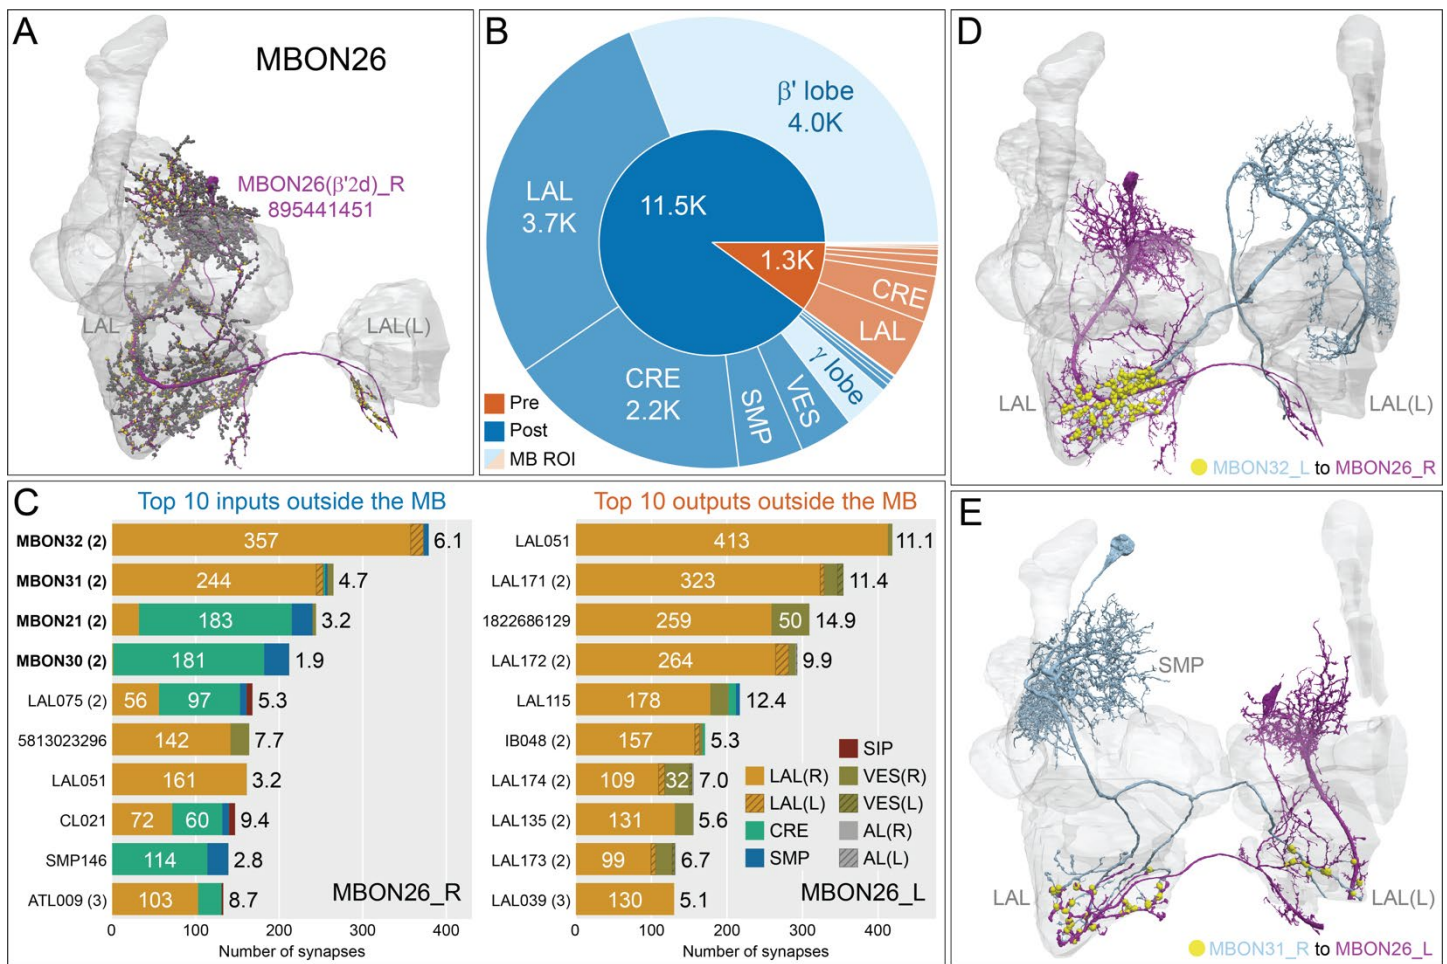 A
MBON26
MBON26(β'2d)_R
895441451
LAL
LAL(L)
B
β' lobe
4.0K
LAL
3.7K
11.5K
1.3K
CRE
LAL
γ lobe
VES
SMP
CRE
2.2K
Pre
Post
MB ROI
C
Top 10 inputs outside the MB
MBON32 (2) 357 6.1
MBON31 (2) 244 4.7
MBON21 (2) 183 3.2
MBON30 (2) 181 1.9
LAL075 (2) 56 97 5.3
5813023296 142 7.7
LAL051 161 3.2
CL021 72 60 9.4
SMP146 114 2.8
ATL009 (3) 103 8.7
MBON26_R
0 100 200 300 400
Number of synapses
Top 10 outputs outside the MB
LAL051 413 11.1
LAL171 (2) 323 11.4
1822686129 259 50 14.9
LAL172 (2) 264 9.9
LAL115 178 12.4
IB048 (2) 157 5.3
LAL174 (2) 109 32 7.0
LAL135 (2) 131 5.6
LAL173 (2) 99 6.7
LAL039 (3) 130 5.1
SIP
LAL(R) VES(R)
LAL(L) VES(L)
CRE AL(R)
SMP AL(L)
MBON26_L
0 100 200 300 400
Number of synapses
D
LAL
LAL(L)
MBON32_L to MBON26_R
E
SMP
LAL
LAL(L)
MBON31_R to MBON26_L